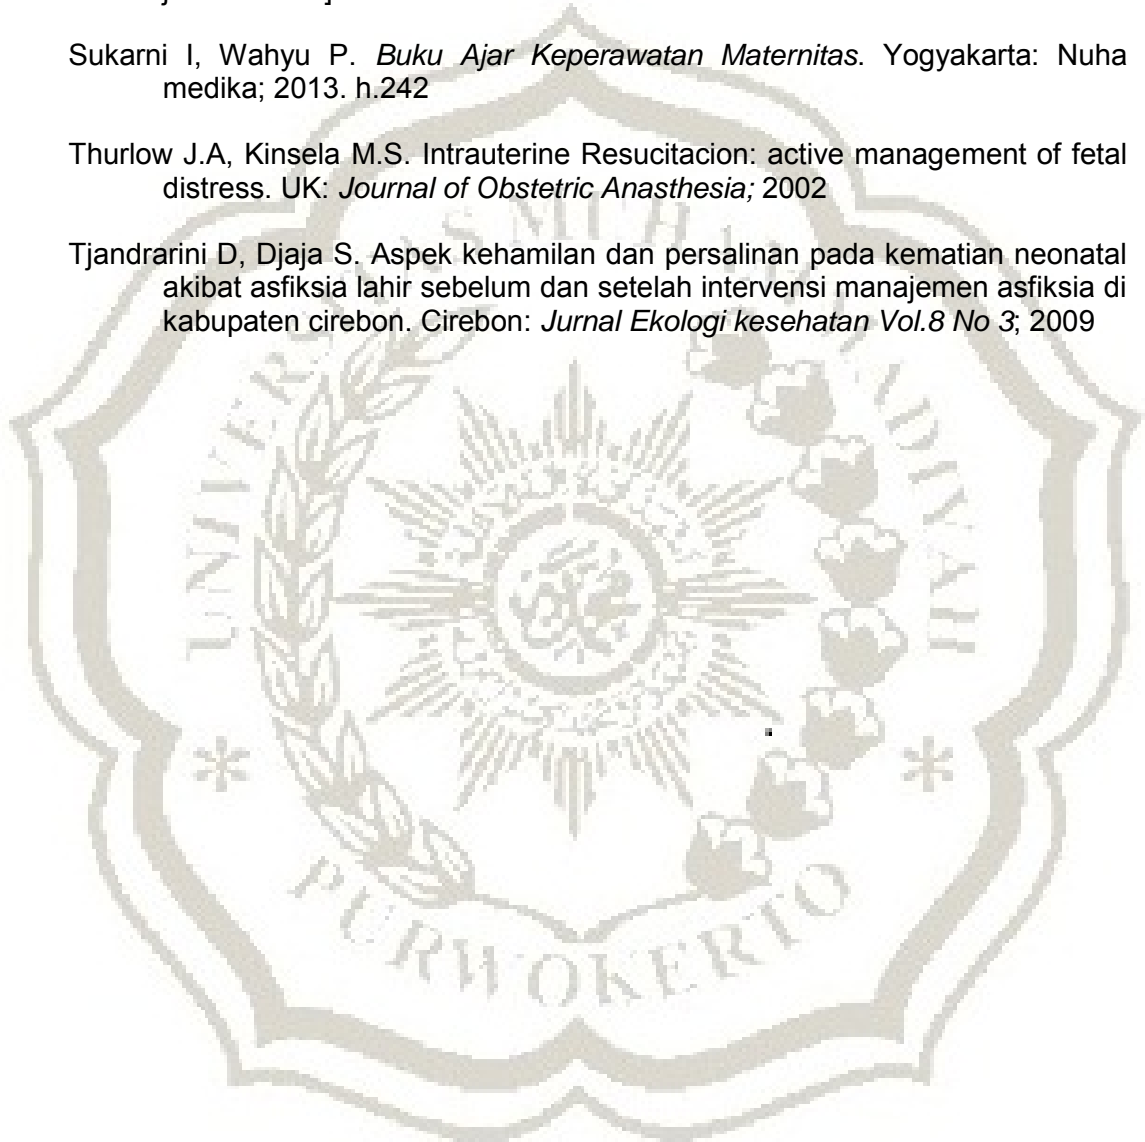 Sukarni I, Wahyu P. Buku Ajar Keperawatan Maternitas. Yogyakarta: Nuha
medika; 2013. h.242
Thurlow J.A, Kinsela M.S. Intrauterine Resucitacion: active management of fetal
distress. UK: Journal of Obstetric Anasthesia; 2002
Tjandrarini D, Djaja S. Aspek kehamilan dan persalinan pada kematian neonatal
akibat asfiksia lahir sebelum dan setelah intervensi manajemen asfiksia di
kabupaten cirebon. Cirebon: Jurnal Ekologi kesehatan Vol.8 No 3; 2009
UNIVERSITAS MUHAMMADIYAH
PURWOKERTO